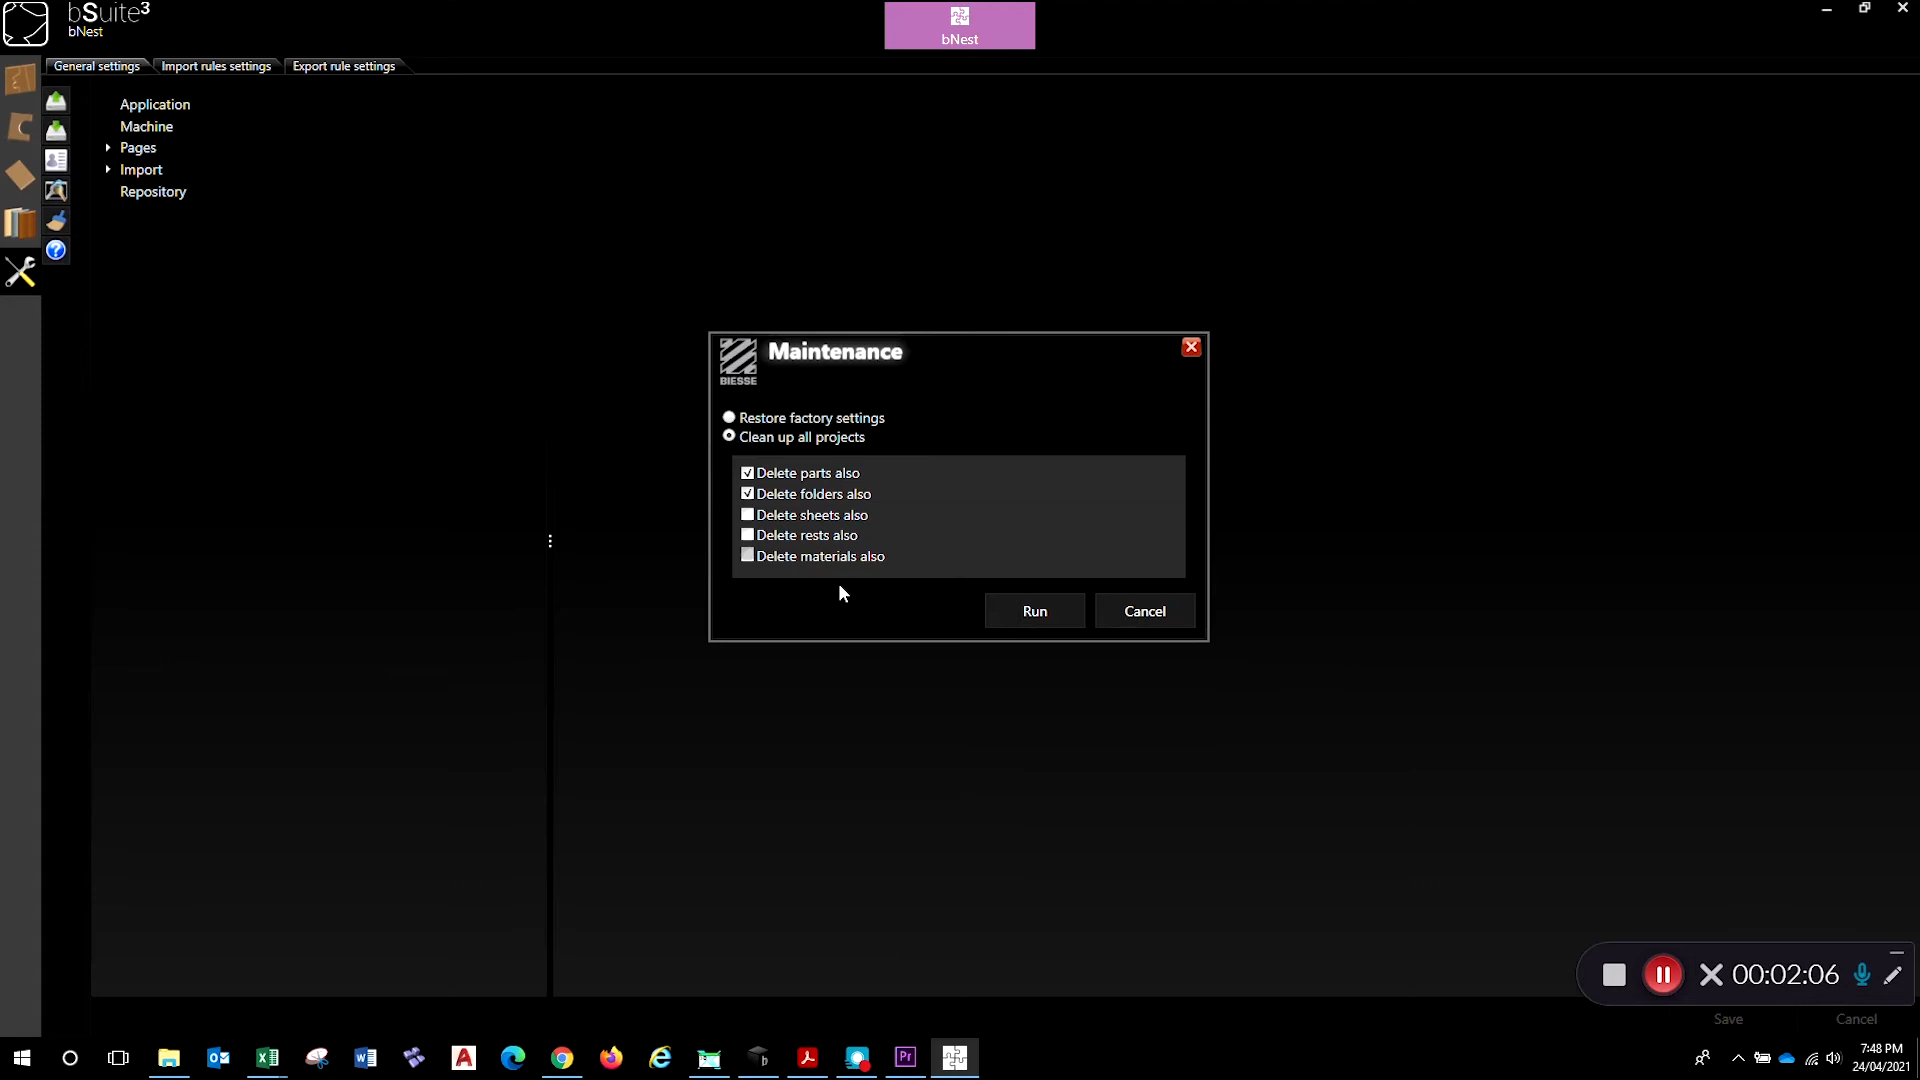 bSuite³
bNest
bNest
General settings
Import rules settings
Export rule settings
Application
Machine
Pages
Import
Repository
BIESSE
Maintenance
Restore factory settings
Clean up all projects
Delete parts also
Delete folders also
Delete sheets also
Delete rests also
Delete materials also
Run
Cancel
00:02:06
Save
Cancel
7:48 PM
24/04/2021